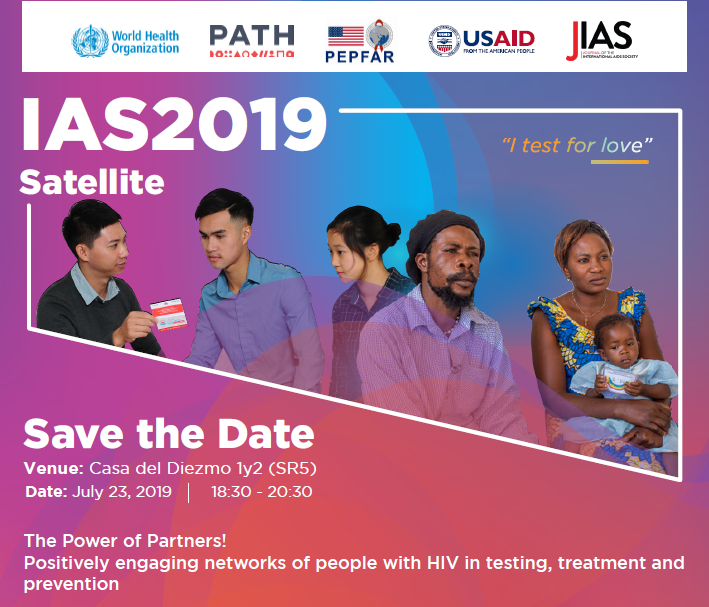 World Health
Organization
PATH
PEPFAR
USAID
FROM THE AMERICAN PEOPLE
JIAS
JOURNAL OF THE
INTERNATIONAL AIDS SOCIETY
IAS2019
"I test for love"
Satellite
Save the Date
Venue: Casa del Diezmo 1y2 (SR5)
Date: July 23, 2019 | 18:30 - 20:30
The Power of Partners!
Positively engaging networks of people with HIV in testing, treatment and
prevention